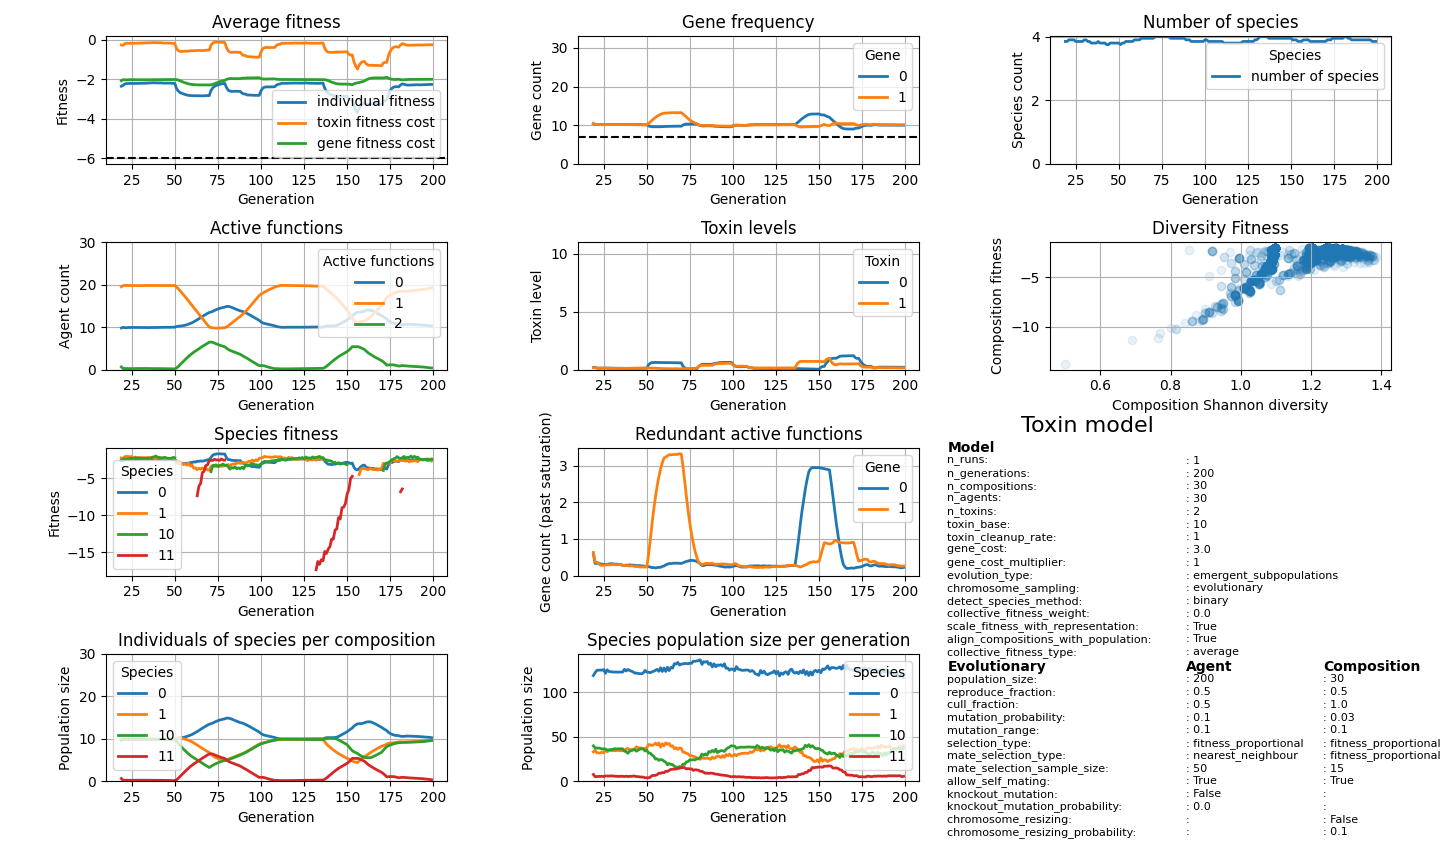 Average fitness
0
−2
−4
−6
Fitness
individual fitness
toxin fitness cost
gene fitness cost
25 50 75 100 125 150 175 200
Generation
Gene frequency
30
20
10
0
Gene count
Gene
0
1
25 50 75 100 125 150 175 200
Generation
Number of species
4
2
0
Species count
Species
number of species
25 50 75 100 125 150 175 200
Generation
Active functions
30
20
10
0
Agent count
Active functions
0
1
2
25 50 75 100 125 150 175 200
Generation
Toxin levels
10
5
0
Toxin level
Toxin
0
1
25 50 75 100 125 150 175 200
Generation
Diversity Fitness
−5
−10
Composition fitness
0.6 0.8 1.0 1.2 1.4
Composition Shannon diversity
Species fitness
−5
−10
−15
Fitness
Species
0
1
10
11
25 50 75 100 125 150 175 200
Generation
Redundant active functions
3
2
1
0
Gene count (past saturation)
Gene
0
1
25 50 75 100 125 150 175 200
Generation
Individuals of species per composition
30
20
10
0
Population size
Species
0
1
10
11
25 50 75 100 125 150 175 200
Generation
Species population size per generation
100
50
0
Population size
Species
0
1
10
11
25 50 75 100 125 150 175 200
Generation
Toxin model
Model
n_runs: : 1
n_generations: : 200
n_compositions: : 30
n_agents: : 30
n_toxins: : 2
toxin_base: : 10
toxin_cleanup_rate: : 1
gene_cost: : 3.0
gene_cost_multiplier: : 1
evolution_type: : emergent_subpopulations
chromosome_sampling: : evolutionary
detect_species_method: : binary
collective_fitness_weight: : 0.0
scale_fitness_with_representation: : True
align_compositions_with_population: : True
collective_fitness_type: : average
Evolutionary Agent Composition
population_size: : 200 : 30
reproduce_fraction: : 0.5 : 0.5
cull_fraction: : 0.5 : 1.0
mutation_probability: : 0.1 : 0.03
mutation_range: : 0.1 : 0.1
selection_type: : fitness_proportional : fitness_proportional
mate_selection_type: : nearest_neighbour : fitness_proportional
mate_selection_sample_size: : 50 : 15
allow_self_mating: : True : True
knockout_mutation: : False :
knockout_mutation_probability: : 0.0 :
chromosome_resizing: : : False
chromosome_resizing_probability: : : 0.1